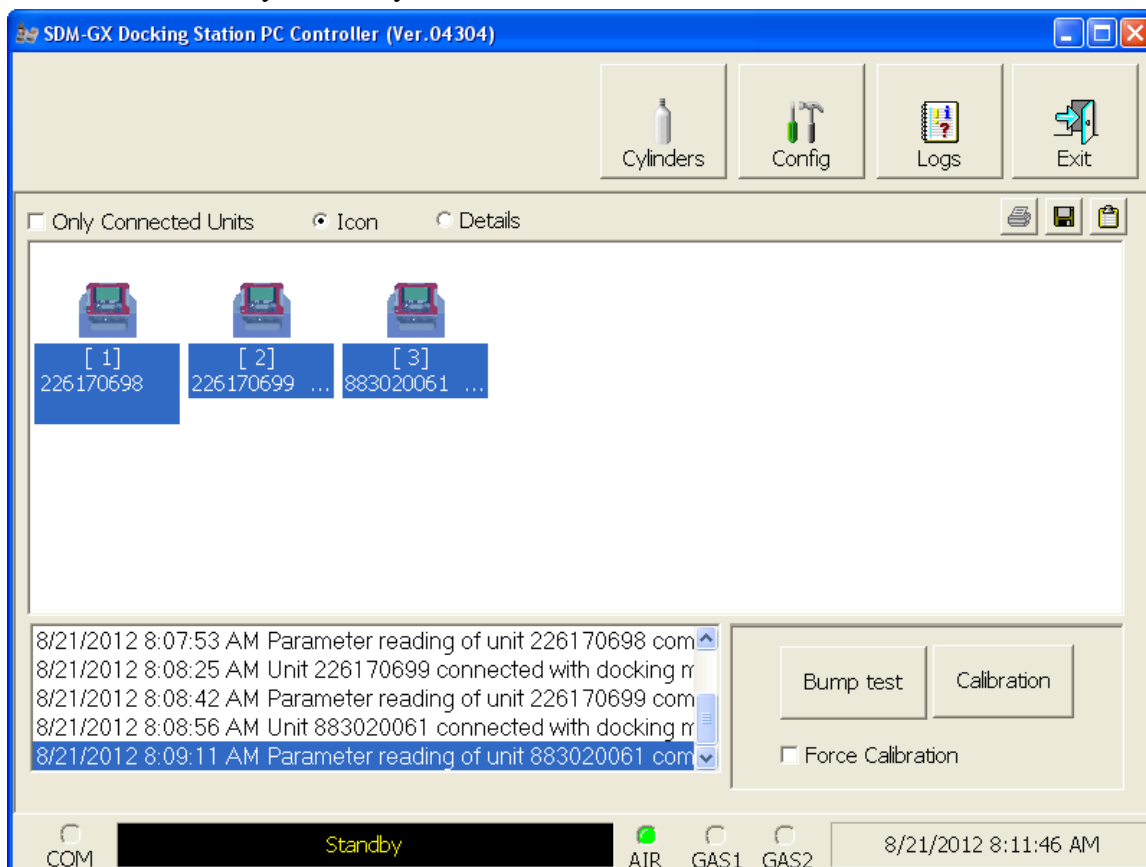 SDM-GX Docking Station PC Controller (Ver.04304)
Cylinders Config Logs Exit
Only Connected Units Icon Details
[ 1] [ 2] [ 3]
226170698 226170699 ... 883020061 ...
8/21/2012 8:07:53 AM Parameter reading of unit 226170698 com
8/21/2012 8:08:25 AM Unit 226170699 connected with docking m
8/21/2012 8:08:42 AM Parameter reading of unit 226170699 com
8/21/2012 8:08:56 AM Unit 883020061 connected with docking m
8/21/2012 8:09:11 AM Parameter reading of unit 883020061 com
Bump test Calibration
Force Calibration
COM Standby AIR GAS1 GAS2 8/21/2012 8:11:46 AM